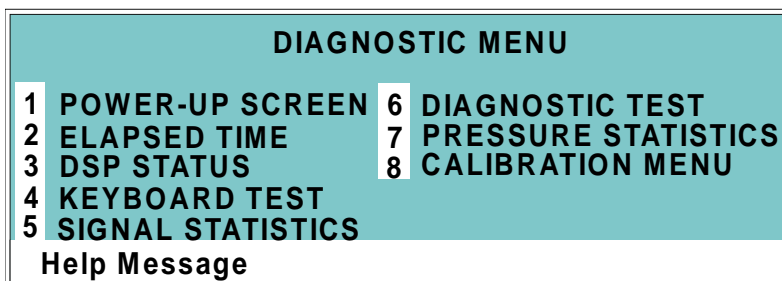 DIAGNOSTIC MENU
1 POWER-UP SCREEN
2 ELAPSED TIME
3 DSP STATUS
4 KEYBOARD TEST
5 SIGNAL STATISTICS
6 DIAGNOSTIC TEST
7 PRESSURE STATISTICS
8 CALIBRATION MENU
Help Message